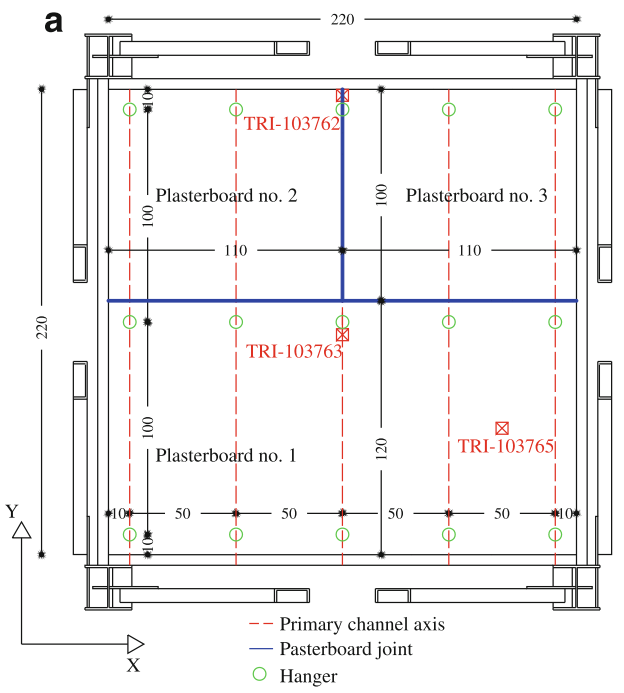 a
220
10
TRI-103762
Plasterboard no. 2
Plasterboard no. 3
100
100
110
110
220
TRI-103763
100
120
TRI-103765
Plasterboard no. 1
10
50
50
50
50
10
10
Y
X
Primary channel axis
Pasterboard joint
Hanger